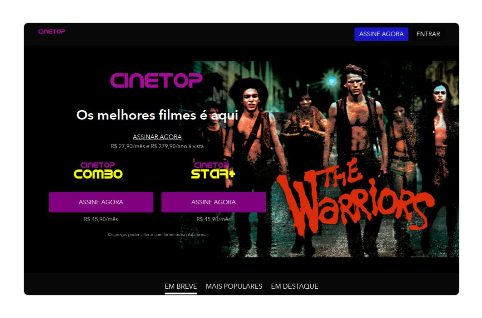 CINETOP
ASSINE AGORA
ENTRAR
CINETOP
Os melhores filmes é aqui
ASSINAR AGORA
R$ 27,90/mês e R$ 279,90/ano à vista
CINETOP
COMBO
CINETOP
STAR+
ASSINE AGORA
ASSINE AGORA
R$ 45,90/mês
R$ 45,90/mês
THE
WARRIORS
EM BREVE
MAIS POPULARES
EM DESTAQUE